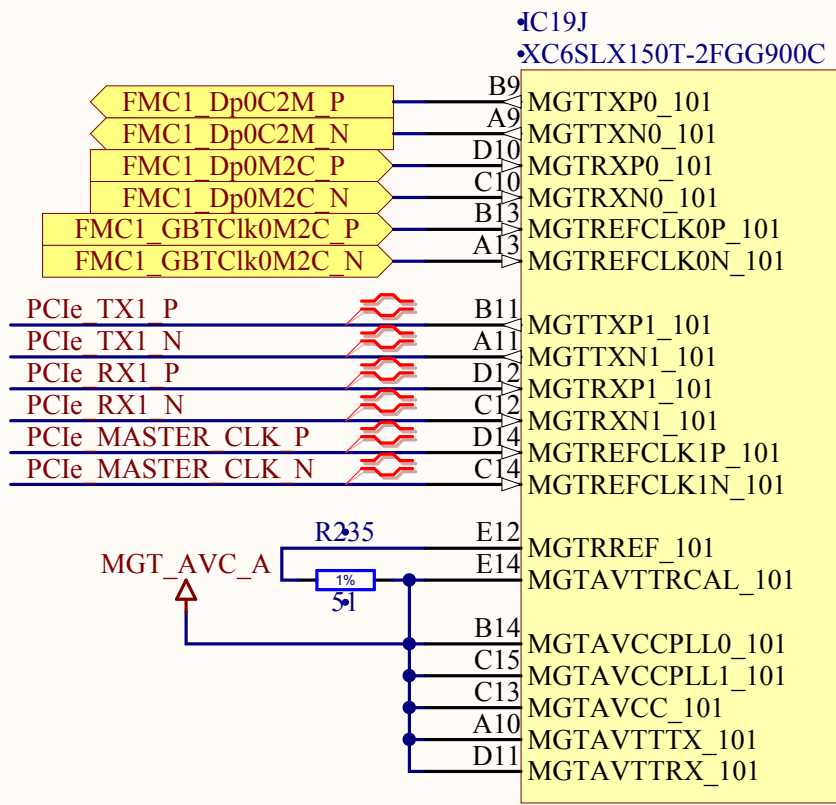 IC19J
XC6SLX150T-2FGG900C
FMC1_Dp0C2M_P B9 MGTTXP0_101
FMC1_Dp0C2M_N A9 MGTTXN0_101
FMC1_Dp0M2C_P D10 MGTRXP0_101
FMC1_Dp0M2C_N C10 MGTRXN0_101
FMC1_GBTClk0M2C_P B13 MGTREFCLK0P_101
FMC1_GBTClk0M2C_N A13 MGTREFCLK0N_101
PCIe_TX1_P B11 MGTTXP1_101
PCIe_TX1_N A11 MGTTXN1_101
PCIe_RX1_P D12 MGTRXP1_101
PCIe_RX1_N C12 MGTRXN1_101
PCIe_MASTER_CLK_P D14 MGTREFCLK1P_101
PCIe_MASTER_CLK_N C14 MGTREFCLK1N_101
R235 E12 MGTRREF_101
MGT_AVC_A 1% E14 MGTAVTTRCAL_101
51
B14 MGTAVCCPLL0_101
C15 MGTAVCCPLL1_101
C13 MGTAVCC_101
A10 MGTAVTTTX_101
D11 MGTAVTTRX_101